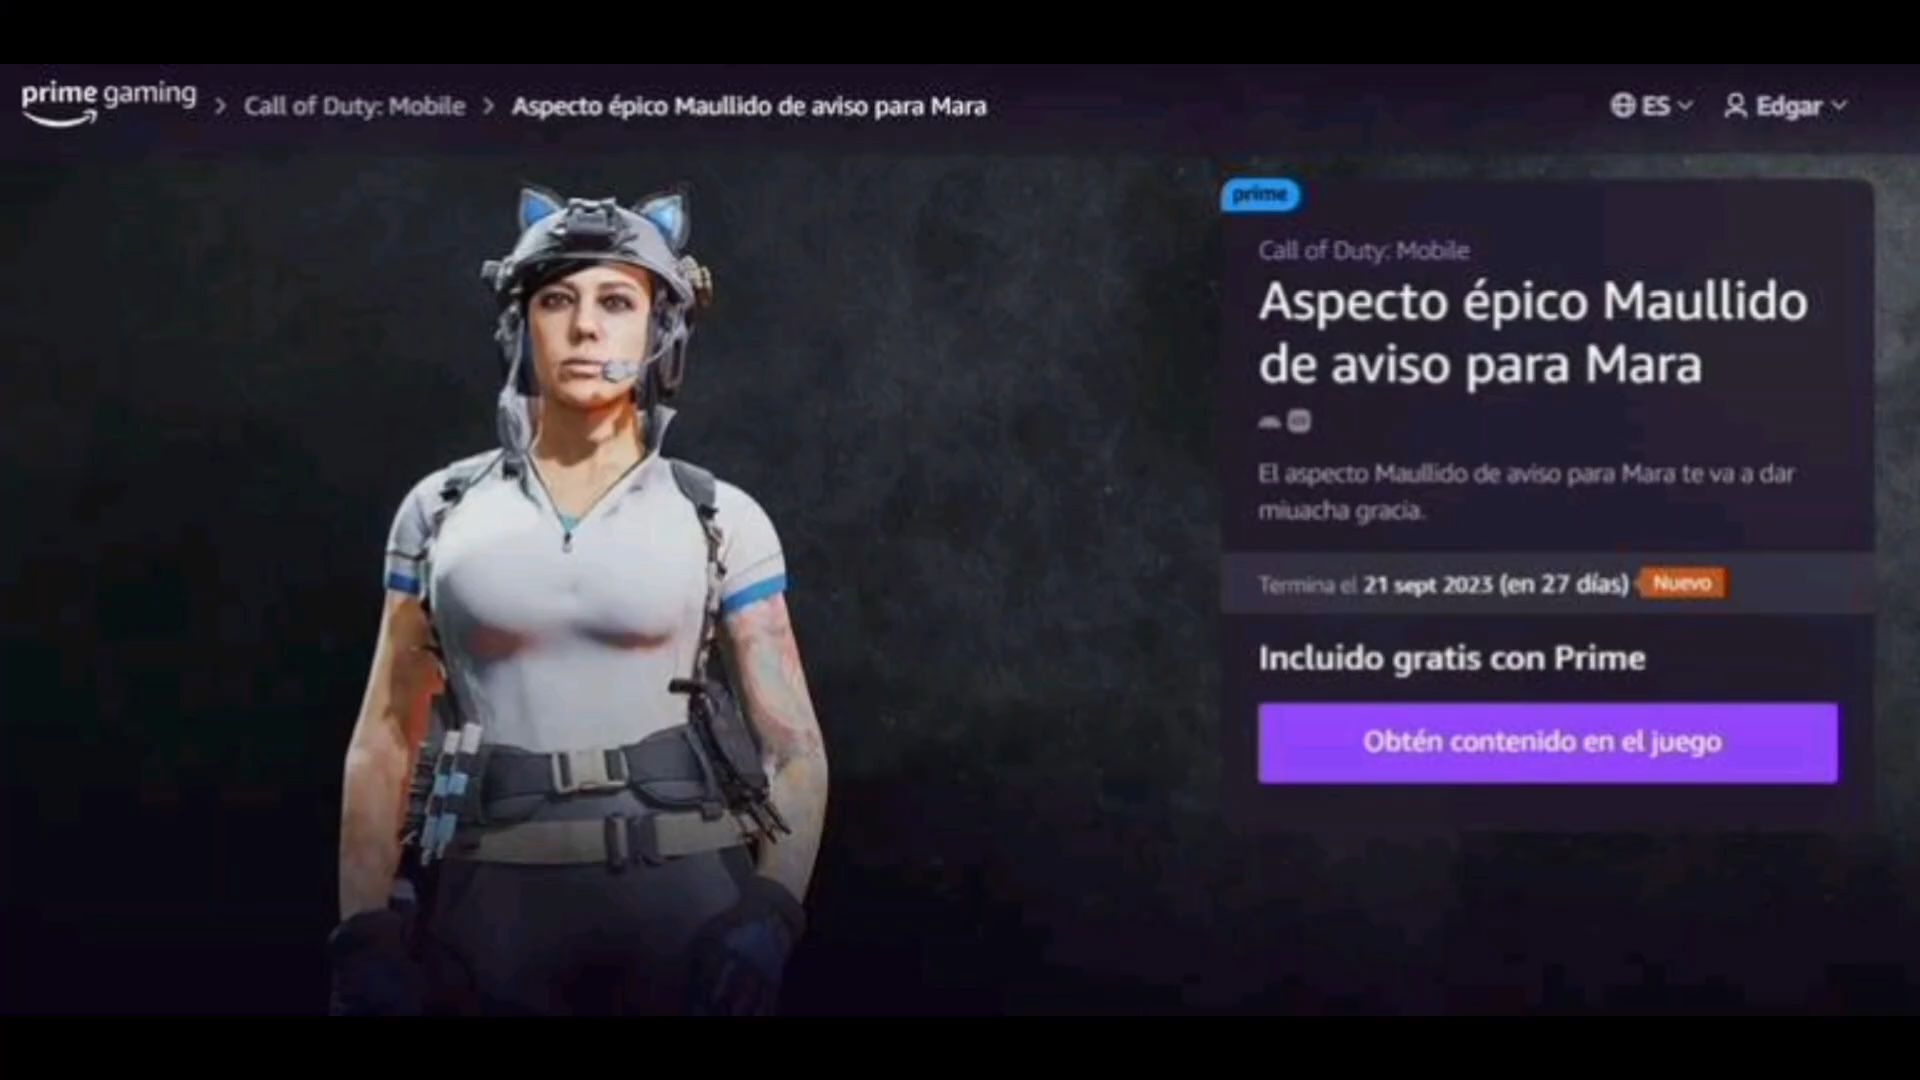 prime gaming > Call of Duty: Mobile > Aspecto épico Maullido de aviso para Mara
ES
Edgar
prime
Call of Duty: Mobile
Aspecto épico Maullido
de aviso para Mara
El aspecto Maullido de aviso para Mara te va a dar
miuacha gracia.
Termina el 21 sept 2023 (en 27 días)
Nuevo
Incluido gratis con Prime
Obtén contenido en el juego